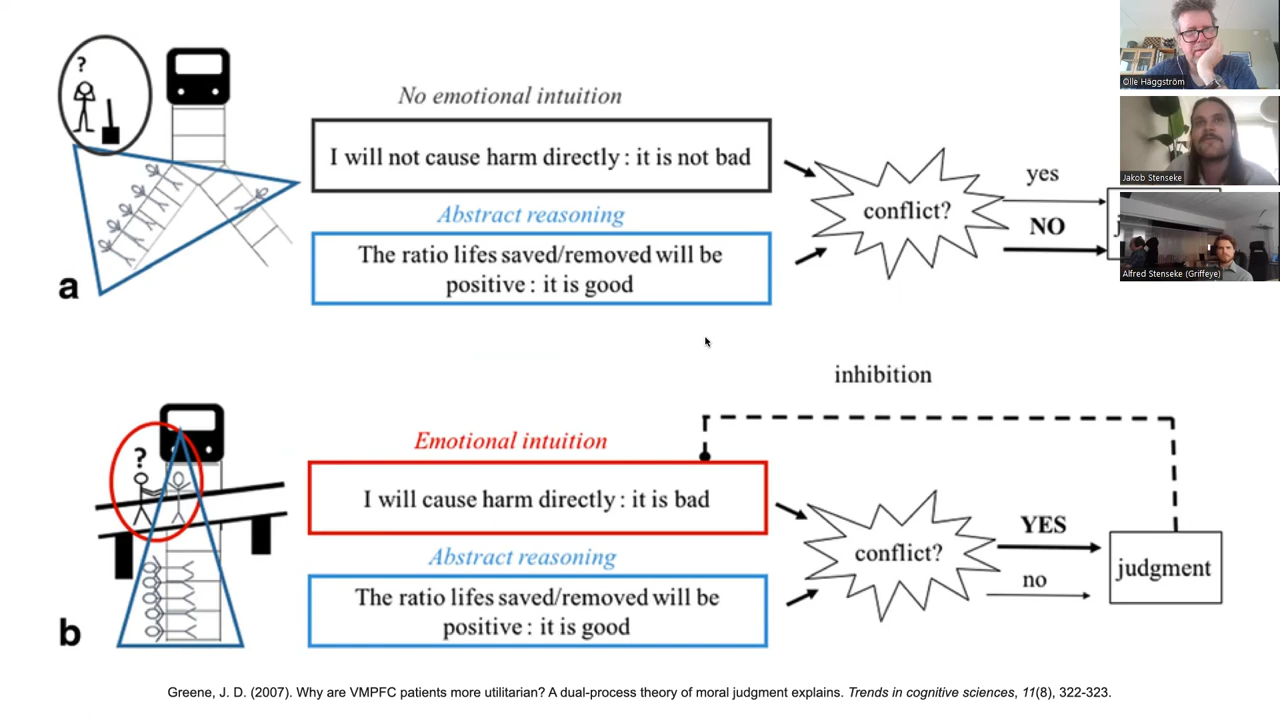 ?
No emotional intuition
I will not cause harm directly : it is not bad
Abstract reasoning
The ratio lifes saved/removed will be
positive : it is good
conflict?
yes
NO
a
Olle Häggström
Jakob Stenseke
Alfred Stenseke (Griffeye)
inhibition
?
Emotional intuition
I will cause harm directly : it is bad
Abstract reasoning
The ratio lifes saved/removed will be
positive : it is good
conflict?
YES
no
judgment
b
Greene, J. D. (2007). Why are VMPFC patients more utilitarian? A dual-process theory of moral judgment explains. Trends in cognitive sciences, 11(8), 322-323.